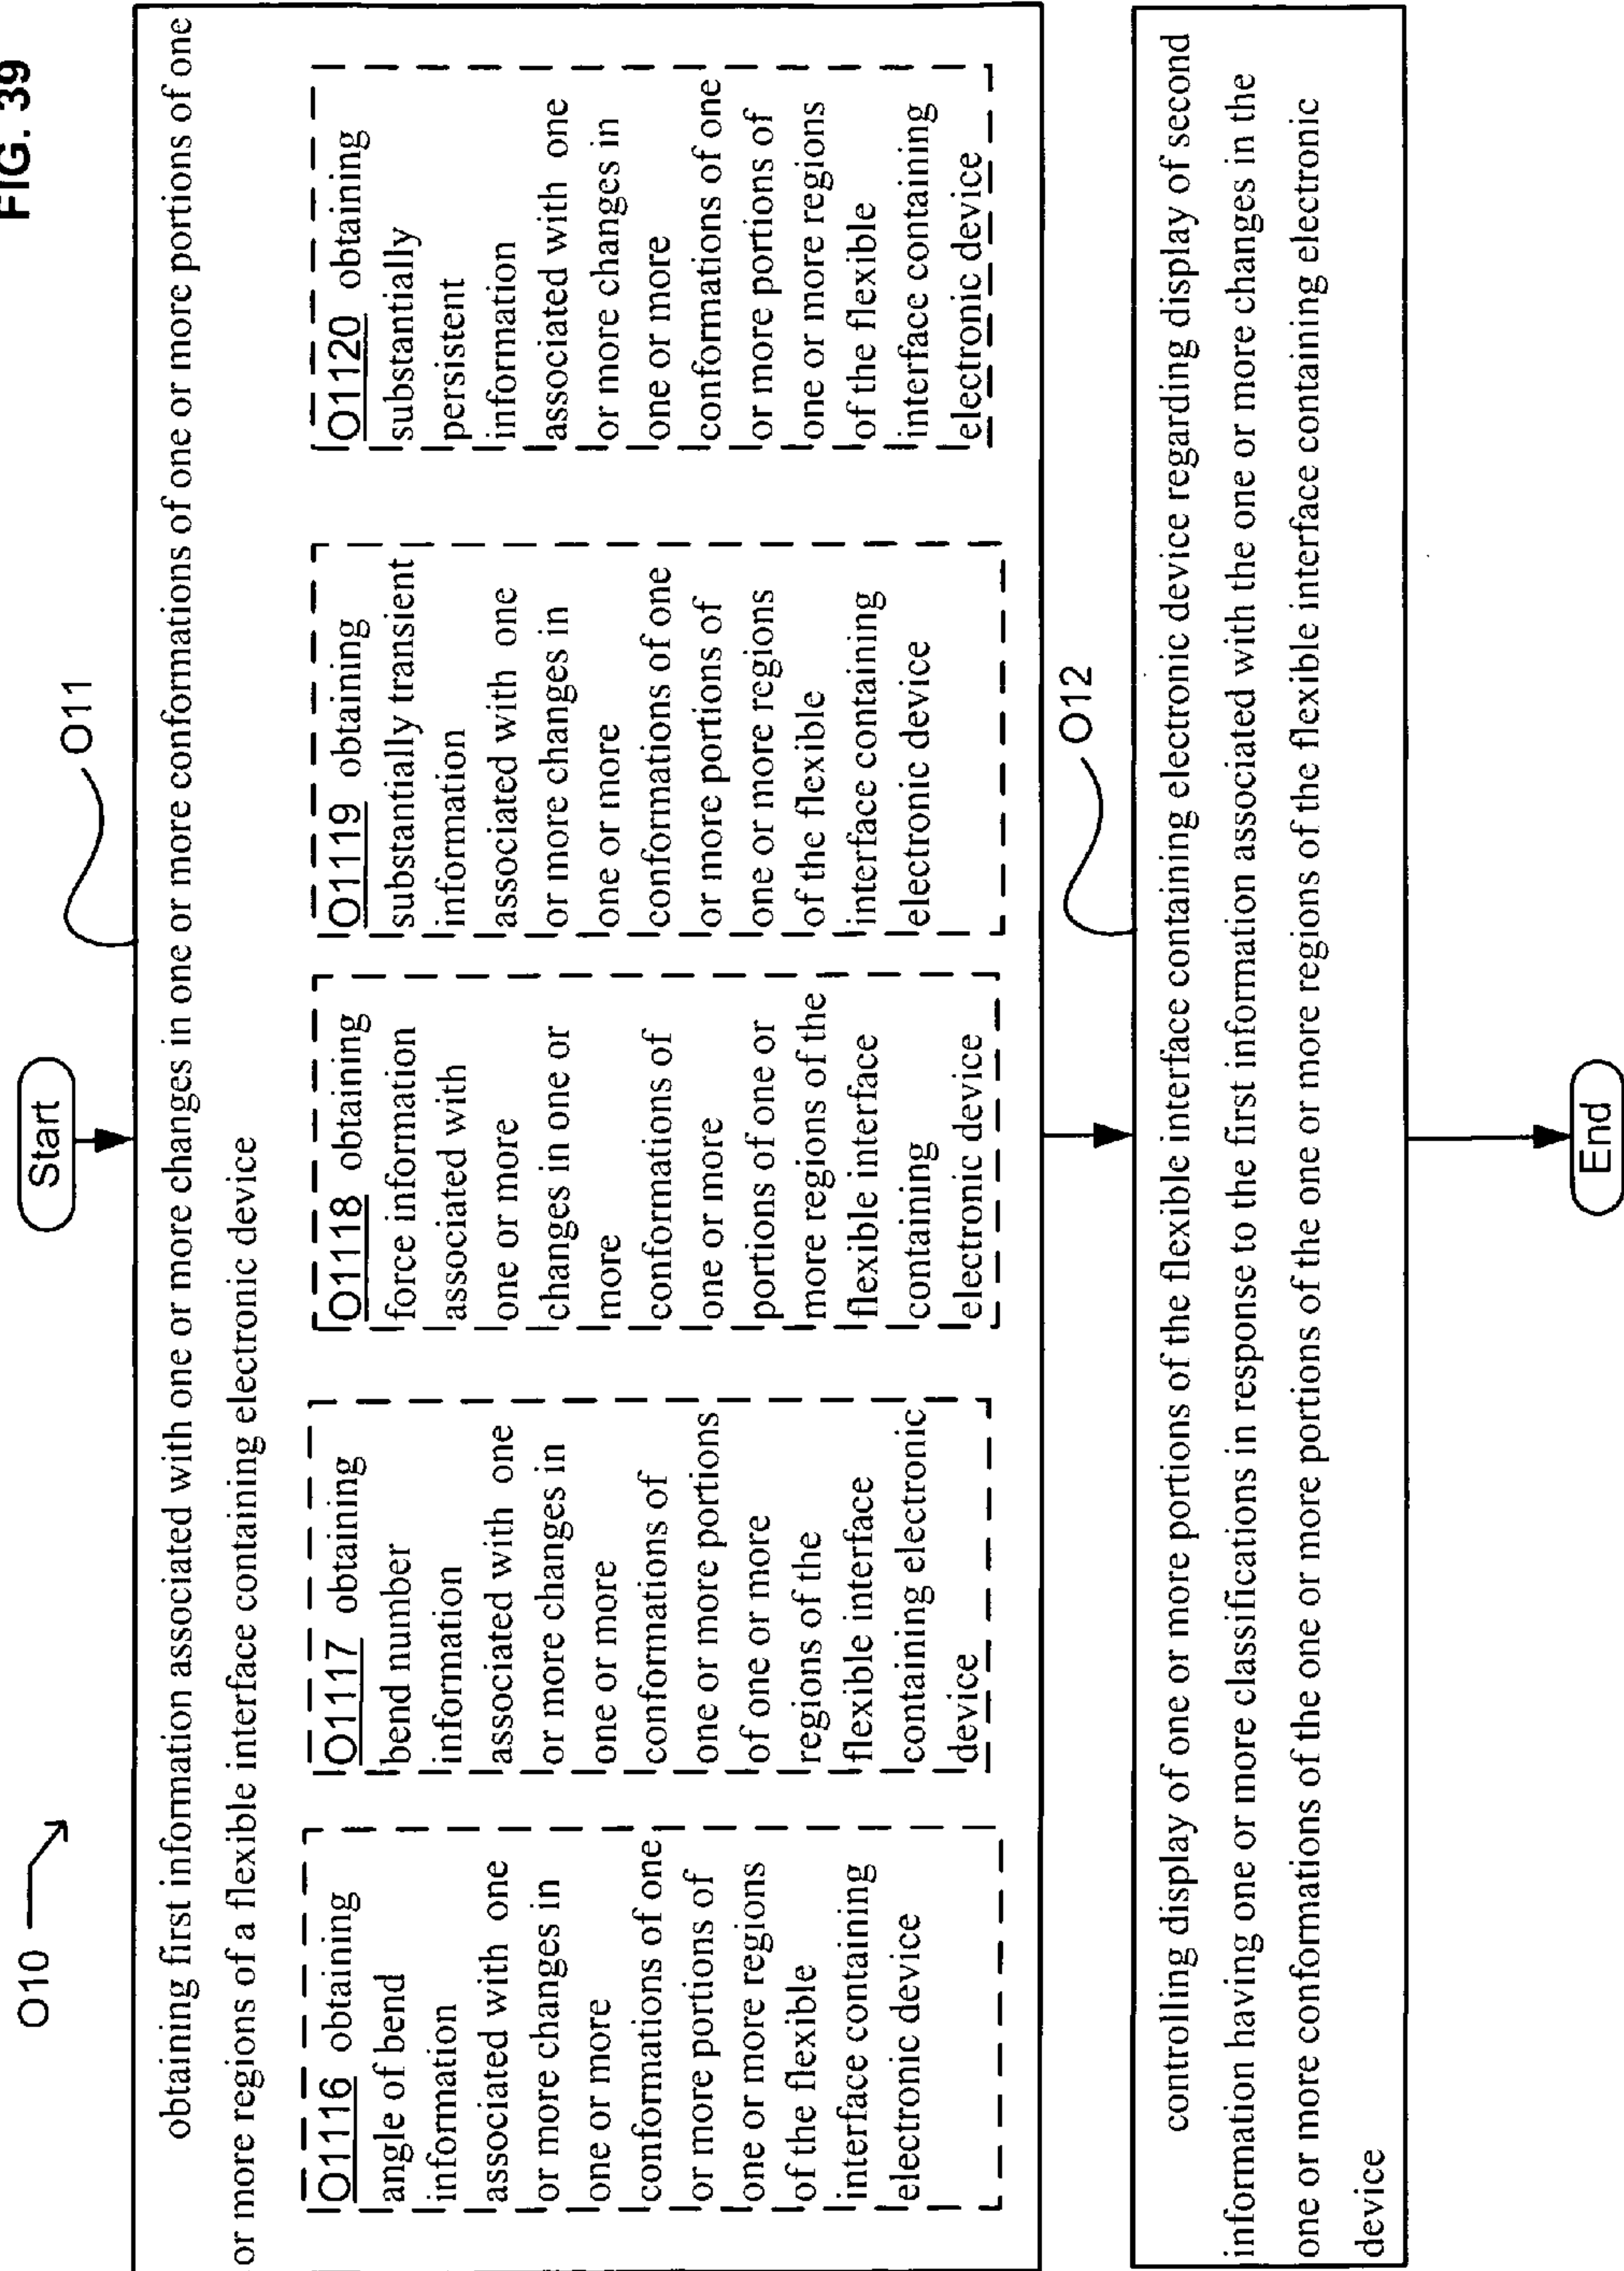 FIG. 39
O10
Start
O11
obtaining first information associated with one or more changes in one or more conformations of one or more portions of one
or more regions of a flexible interface containing electronic device
O1116 obtaining
angle of bend
information
associated with one
or more changes in
one or more
conformations of one
or more portions of
one or more regions
of the flexible
interface containing
electronic device
O1117 obtaining
bend number
information
associated with one
or more changes in
one or more
conformations of
one or more portions
of one or more
regions of the
flexible interface
containing electronic
device
O1118 obtaining
force information
associated with
one or more
changes in one or
more
conformations of
one or more
portions of one or
more regions of the
flexible interface
containing
electronic device
O1119 obtaining
substantially transient
information
associated with one
or more changes in
one or more
conformations of one
or more portions of
one or more regions
of the flexible
interface containing
electronic device
O1120 obtaining
substantially
persistent
information
associated with one
or more changes in
one or more
conformations of one
or more portions of
one or more regions
of the flexible
interface containing
electronic device
O12
controlling display of one or more portions of the flexible interface containing electronic device regarding display of second
information having one or more classifications in response to the first information associated with the one or more changes in the
one or more conformations of the one or more portions of the one or more regions of the flexible interface containing electronic
device
End